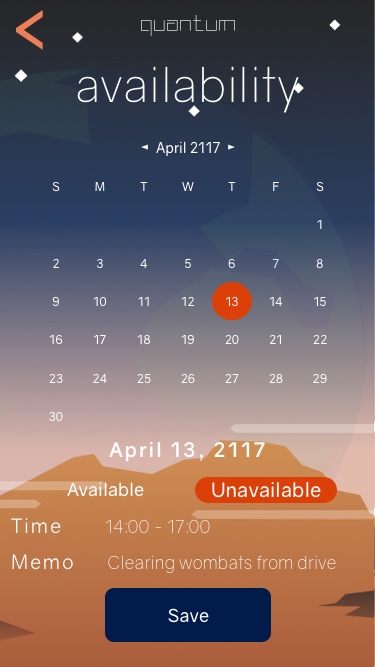 quantum
availability
◄ April 2117 ►
S M T W T F S
1
2 3 4 5 6 7 8
9 10 11 12 13 14 15
16 17 18 19 20 21 22
23 24 25 26 27 28 29
30
April 13, 2117
Available Unavailable
Time 14:00 - 17:00
Memo Clearing wombats from drive
Save